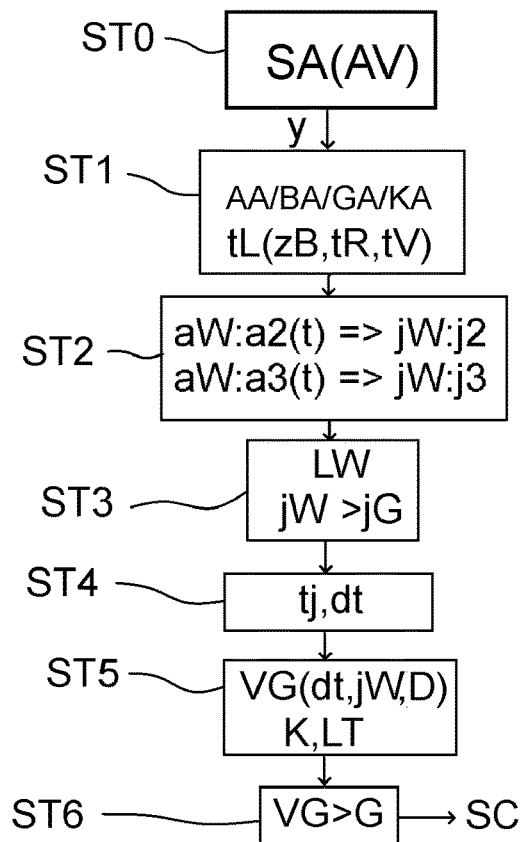 ST0
SA(AV)
y
ST1
AA/BA/GA/KA
tL(zB,tR,tV)
ST2
aW:a2(t) => jW:j2
aW:a3(t) => jW:j3
ST3
LW
jW >jG
ST4
tj,dt
ST5
VG(dt,jW,D)
K,LT
ST6
VG>G
SC